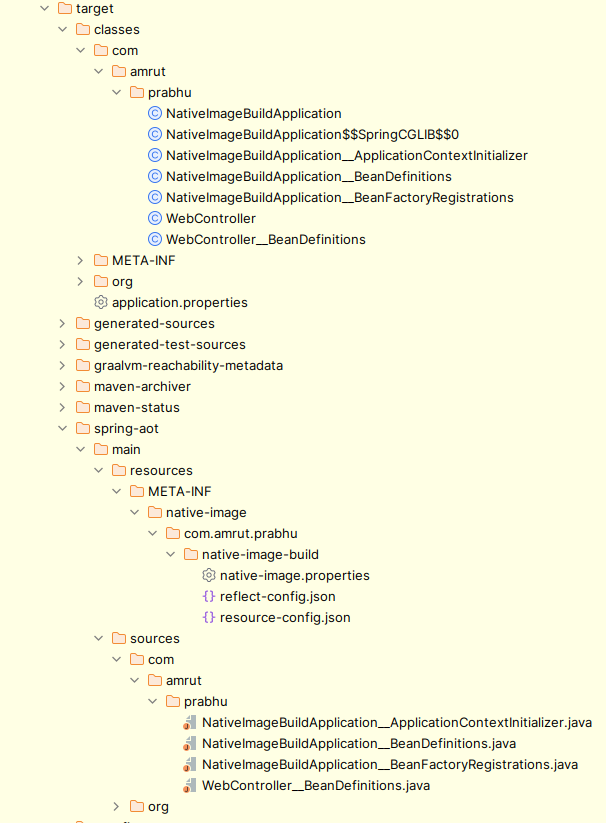 target
classes
com
amrut
prabhu
NativeImageBuildApplication
NativeImageBuildApplication$$SpringCGLIB$$0
NativeImageBuildApplication__ApplicationContextInitializer
NativeImageBuildApplication__BeanDefinitions
NativeImageBuildApplication__BeanFactoryRegistrations
WebController
WebController__BeanDefinitions
META-INF
org
application.properties
generated-sources
generated-test-sources
graalvm-reachability-metadata
maven-archiver
maven-status
spring-aot
main
resources
META-INF
native-image
com.amrut.prabhu
native-image-build
native-image.properties
reflect-config.json
resource-config.json
sources
com
amrut
prabhu
NativeImageBuildApplication__ApplicationContextInitializer.java
NativeImageBuildApplication__BeanDefinitions.java
NativeImageBuildApplication__BeanFactoryRegistrations.java
WebController__BeanDefinitions.java
org